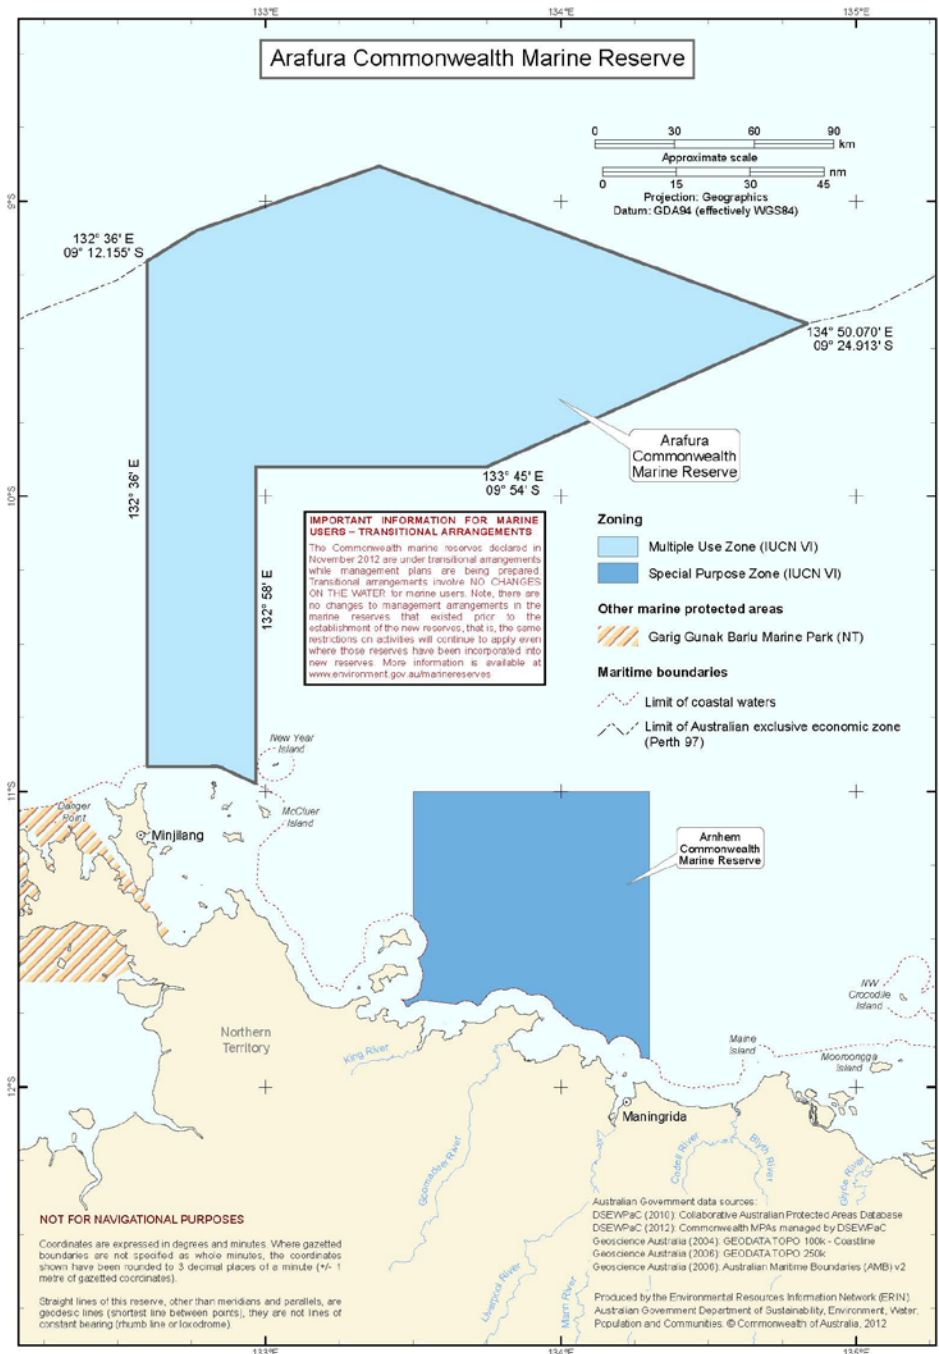 133°E 134°E 135°E
Arafura Commonwealth Marine Reserve
0 30 60 90
km
Approximate scale
nm
0 15 30 45
Projection: Geographics
Datum: GDA94 (effectively WGS84)
9°S
132° 36' E
09° 12.155' S
134° 50.070' E
09° 24.913' S
Arafura
Commonwealth
Marine Reserve
132° 36' E
133° 45' E
09° 54' S
10°S
132° 58' E
IMPORTANT INFORMATION FOR MARINE
USERS – TRANSITIONAL ARRANGEMENTS
The Commonwealth marine reserves declared in
November 2012 are under transitional arrangements
while management plans are being prepared.
Transitional arrangements involve NO CHANGES
ON THE WATER for marine users. Note, there are
no changes to management arrangements in the
marine reserves that existed prior to the
establishment of the new reserves, that is, the same
restrictions on activities will continue to apply even
where those reserves have been incorporated into
new reserves. More information is available at
www.environment.gov.au/marinereserves
Zoning
Multiple Use Zone (IUCN VI)
Special Purpose Zone (IUCN VI)
Other marine protected areas
Garig Gunak Barlu Marine Park (NT)
Maritime boundaries
Limit of coastal waters
Limit of Australian exclusive economic zone
(Perth 97)
New Year
Island
11°S
Danger
Point
McCluer
Island
Minjilang
Arnhem
Commonwealth
Marine Reserve
NW
Crocodile
Island
Northern
Territory
King River
Marine
Island
Mooroongga
Island
12°S
Maningrida
Goomadeer River
Cadell River
Blyth River
Glyde River
Liverpool River
Mann River
NOT FOR NAVIGATIONAL PURPOSES
Coordinates are expressed in degrees and minutes. Where gazetted
boundaries are not specified as whole minutes, the coordinates
shown have been rounded to 3 decimal places of a minute (+/- 1
metre of gazetted coordinates).
Straight lines of this reserve, other than meridians and parallels, are
geodesic lines (shortest line between points), they are not lines of
constant bearing (rhumb line or loxodrome).
Australian Government data sources:
DSEWPaC (2010): Collaborative Australian Protected Areas Database
DSEWPaC (2012): Commonwealth MPAs managed by DSEWPaC
Geoscience Australia (2004): GEODATA TOPO 100k - Coastline
Geoscience Australia (2006): GEODATA TOPO 250k
Geoscience Australia (2006): Australian Maritime Boundaries (AMB) v2
Produced by the Environmental Resources Information Network (ERIN)
Australian Government Department of Sustainability, Environment, Water,
Population and Communities. © Commonwealth of Australia, 2012
133°E 134°E 135°E